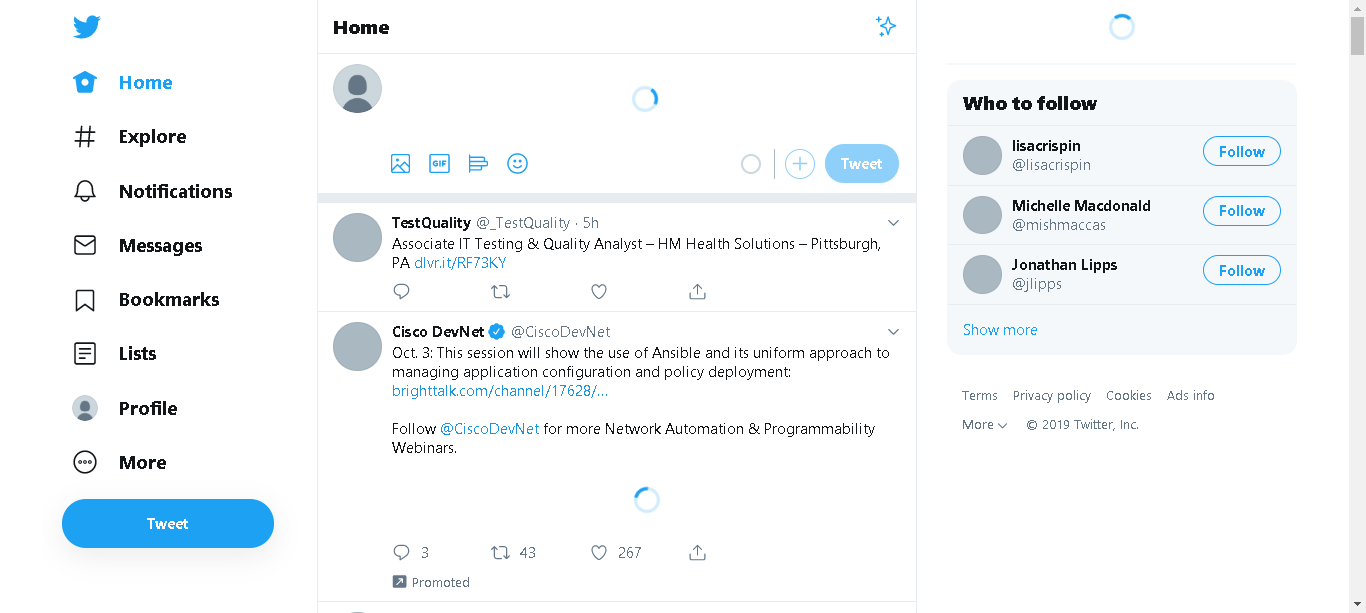 Home
Explore
Notifications
Messages
Bookmarks
Lists
Profile
More
Tweet
Home
GIF
Tweet
TestQuality @_TestQuality · 5h
Associate IT Testing & Quality Analyst – HM Health Solutions – Pittsburgh,
PA dlvr.it/RF73KY
Cisco DevNet @CiscoDevNet
Oct. 3: This session will show the use of Ansible and its uniform approach to
managing application configuration and policy deployment:
brighttalk.com/channel/17628/...
Follow @CiscoDevNet for more Network Automation & Programmability
Webinars.
3 43 267
Promoted
Who to follow
lisacrispin
@lisacrispin
Follow
Michelle Macdonald
@mishmaccas
Follow
Jonathan Lipps
@jlipps
Follow
Show more
Terms Privacy policy Cookies Ads info
More © 2019 Twitter, Inc.